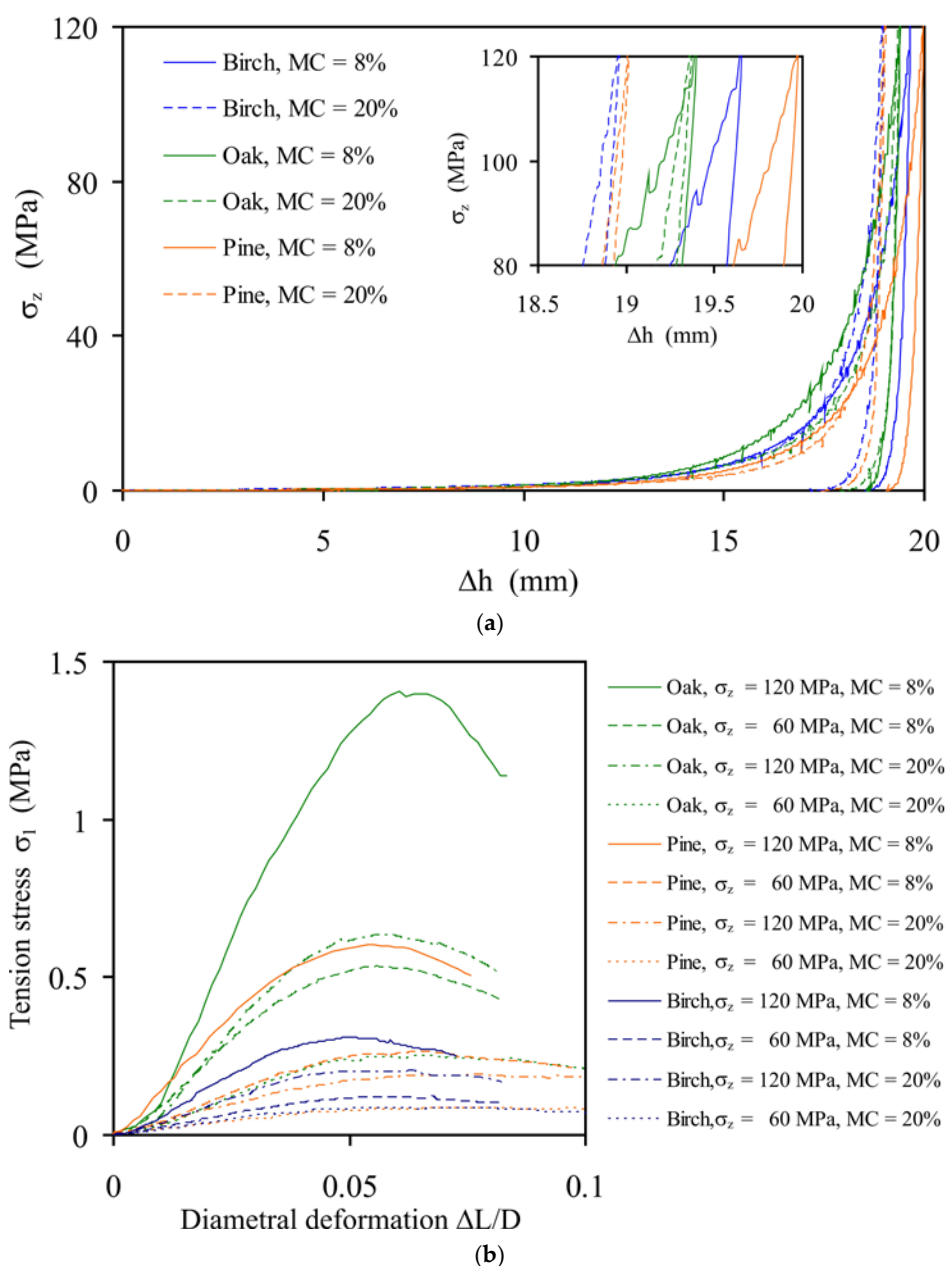 120
80
40
0
σz (MPa)
Birch, MC = 8%
Birch, MC = 20%
Oak, MC = 8%
Oak, MC = 20%
Pine, MC = 8%
Pine, MC = 20%
120
100
80
σz (MPa)
18.5 19 19.5 20
Δh (mm)
0 5 10 15 20
Δh (mm)
(a)
1.5
1
0.5
0
Tension stress σl (MPa)
Oak, σz = 120 MPa, MC = 8%
Oak, σz = 60 MPa, MC = 8%
Oak, σz = 120 MPa, MC = 20%
Oak, σz = 60 MPa, MC = 20%
Pine, σz = 120 MPa, MC = 8%
Pine, σz = 60 MPa, MC = 8%
Pine, σz = 120 MPa, MC = 20%
Pine, σz = 60 MPa, MC = 20%
Birch,σz = 120 MPa, MC = 8%
Birch,σz = 60 MPa, MC = 8%
Birch,σz = 120 MPa, MC = 20%
Birch,σz = 60 MPa, MC = 20%
0 0.05 0.1
Diametral deformation ΔL/D
(b)